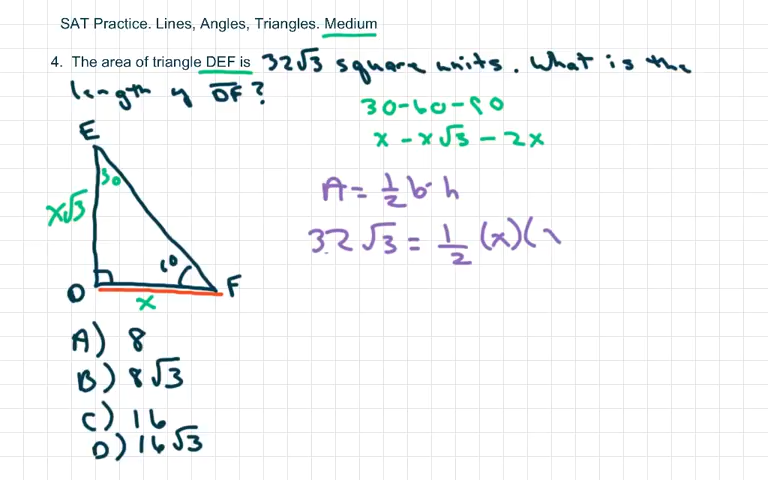 SAT Practice. Lines, Angles, Triangles. Medium
4. The area of triangle DEF is 32√3 square units. What is the
length of DF?
30-60-90
x - x√3 - 2x
E
30
x√3
A = 1/2 b · h
32√3 = 1/2 (x)(
60
D
F
x
A) 8
B) 8√3
C) 16
D) 16√3